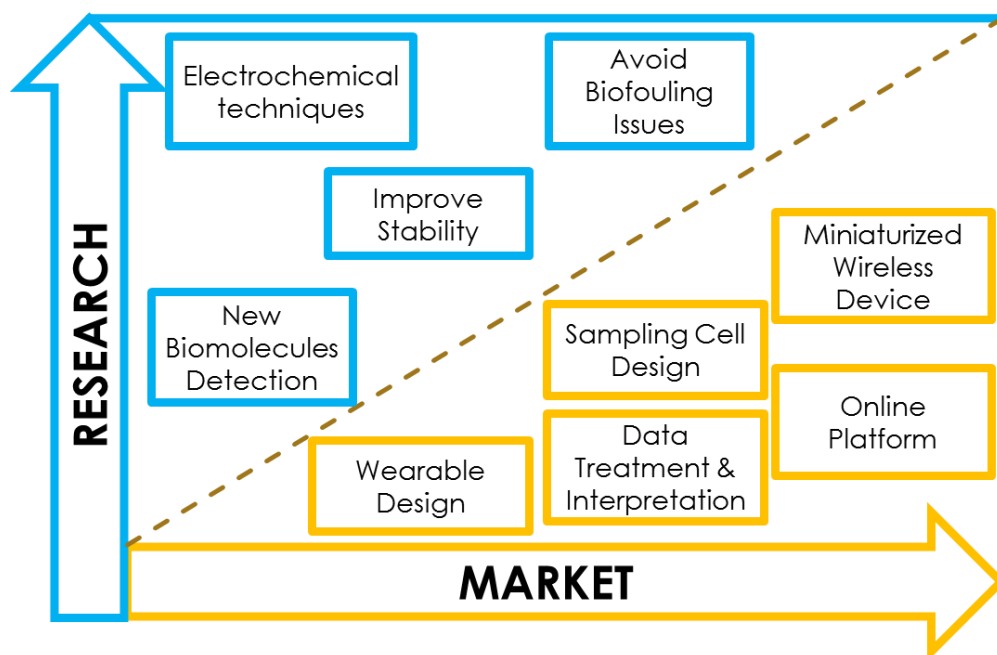 Electrochemical
techniques
Avoid
Biofouling
Issues
Improve
Stability
Miniaturized
Wireless
Device
New
Biomolecules
Detection
Sampling Cell
Design
Online
Platform
Wearable
Design
Data
Treatment &
Interpretation
RESEARCH
MARKET